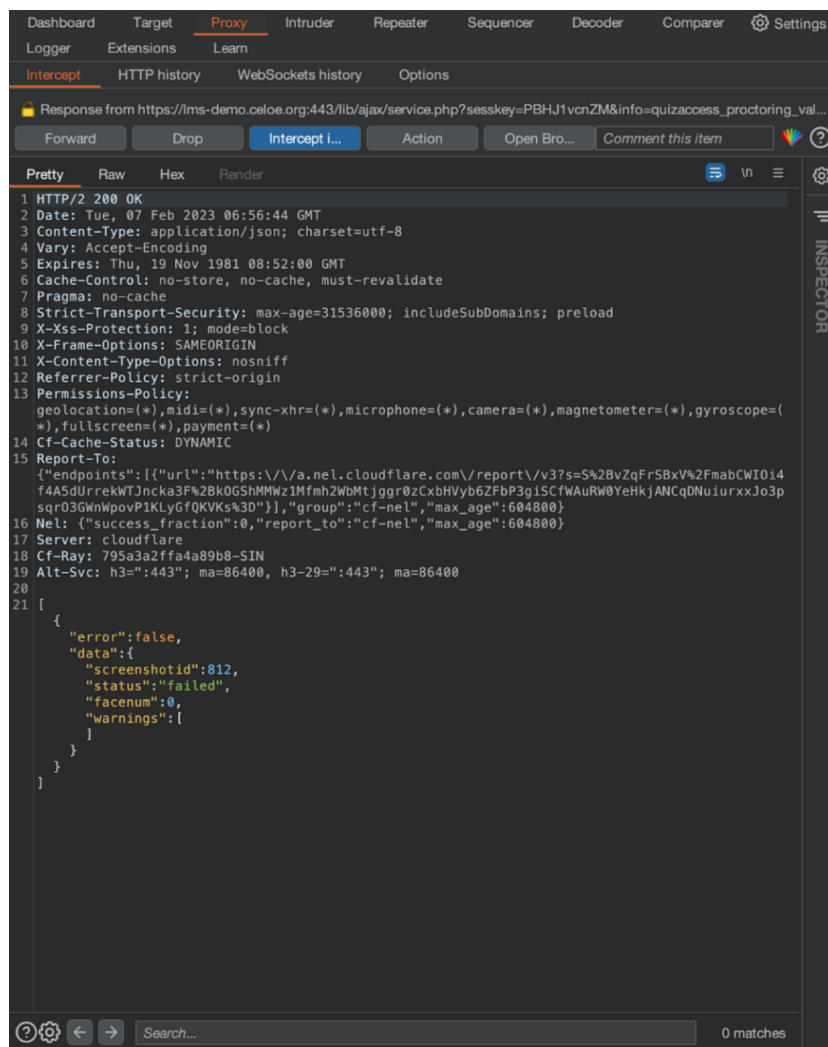 Dashboard Target Proxy Intruder Repeater Sequencer Decoder Comparer Settings
Logger Extensions Learn
Intercept HTTP history WebSockets history Options
Response from https://lms-demo.celoe.org:443/lib/ajax/service.php?sesskey=PBHJ1vcnZM&info=quizaccess_proctoring_val...
Forward Drop Intercept i... Action Open Bro... Comment this item
Pretty Raw Hex Render \n
1 HTTP/2 200 OK
2 Date: Tue, 07 Feb 2023 06:56:44 GMT
3 Content-Type: application/json; charset=utf-8
4 Vary: Accept-Encoding
5 Expires: Thu, 19 Nov 1981 08:52:00 GMT
6 Cache-Control: no-store, no-cache, must-revalidate
7 Pragma: no-cache
8 Strict-Transport-Security: max-age=31536000; includeSubDomains; preload
9 X-Xss-Protection: 1; mode=block
10 X-Frame-Options: SAMEORIGIN
11 X-Content-Type-Options: nosniff
12 Referrer-Policy: strict-origin
13 Permissions-Policy:
geolocation=(*),midi=(*),sync-xhr=(*),microphone=(*),camera=(*),magnetometer=(*),gyroscope=(
*),fullscreen=(*),payment=(*)
14 Cf-Cache-Status: DYNAMIC
15 Report-To:
{"endpoints":[{"url":"https:\/\/a.nel.cloudflare.com\/report\/v3?s=S%2BvZqFrSBxV%2FmabCWIOi4
f4A5dUrrekWTJncka3F%2BkOGShMMWz1Mfmh2WbMtjggr0zCxbHVyb6ZFbP3giSCfWAuRW0YeHkjANCqDNuiurxxJo3p
sqrO3GWnWpovP1KLyGfQKVKs%3D"}],"group":"cf-nel","max_age":604800}
16 Nel: {"success_fraction":0,"report_to":"cf-nel","max_age":604800}
17 Server: cloudflare
18 Cf-Ray: 795a3a2ffa4a89b8-SIN
19 Alt-Svc: h3=":443"; ma=86400, h3-29=":443"; ma=86400
20
21 [
{
"error":false,
"data":{
"screenshotid":812,
"status":"failed",
"facenum":0,
"warnings":[
]
}
}
]
INSPECTOR
Search... 0 matches